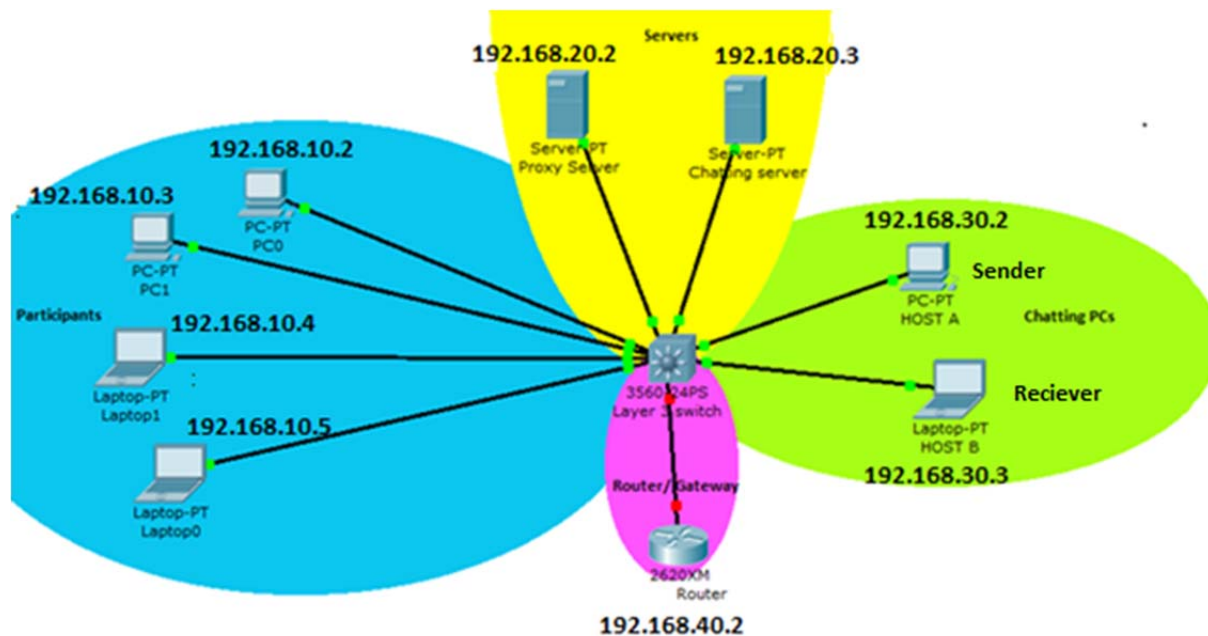 Servers
192.168.20.2
192.168.20.3
Server-PT
Proxy Server
Server-PT
Chatting server
192.168.10.2
PC-PT
PC0
192.168.10.3
PC-PT
PC1
Participants
192.168.10.4
Laptop-PT
Laptop1
:
192.168.10.5
Laptop-PT
Laptop0
3560-24PS
Layer 3 switch
Router/ Gateway
2620XM
Router
192.168.40.2
192.168.30.2
Sender
PC-PT
HOST A
Chatting PCs
Reciever
Laptop-PT
HOST B
192.168.30.3